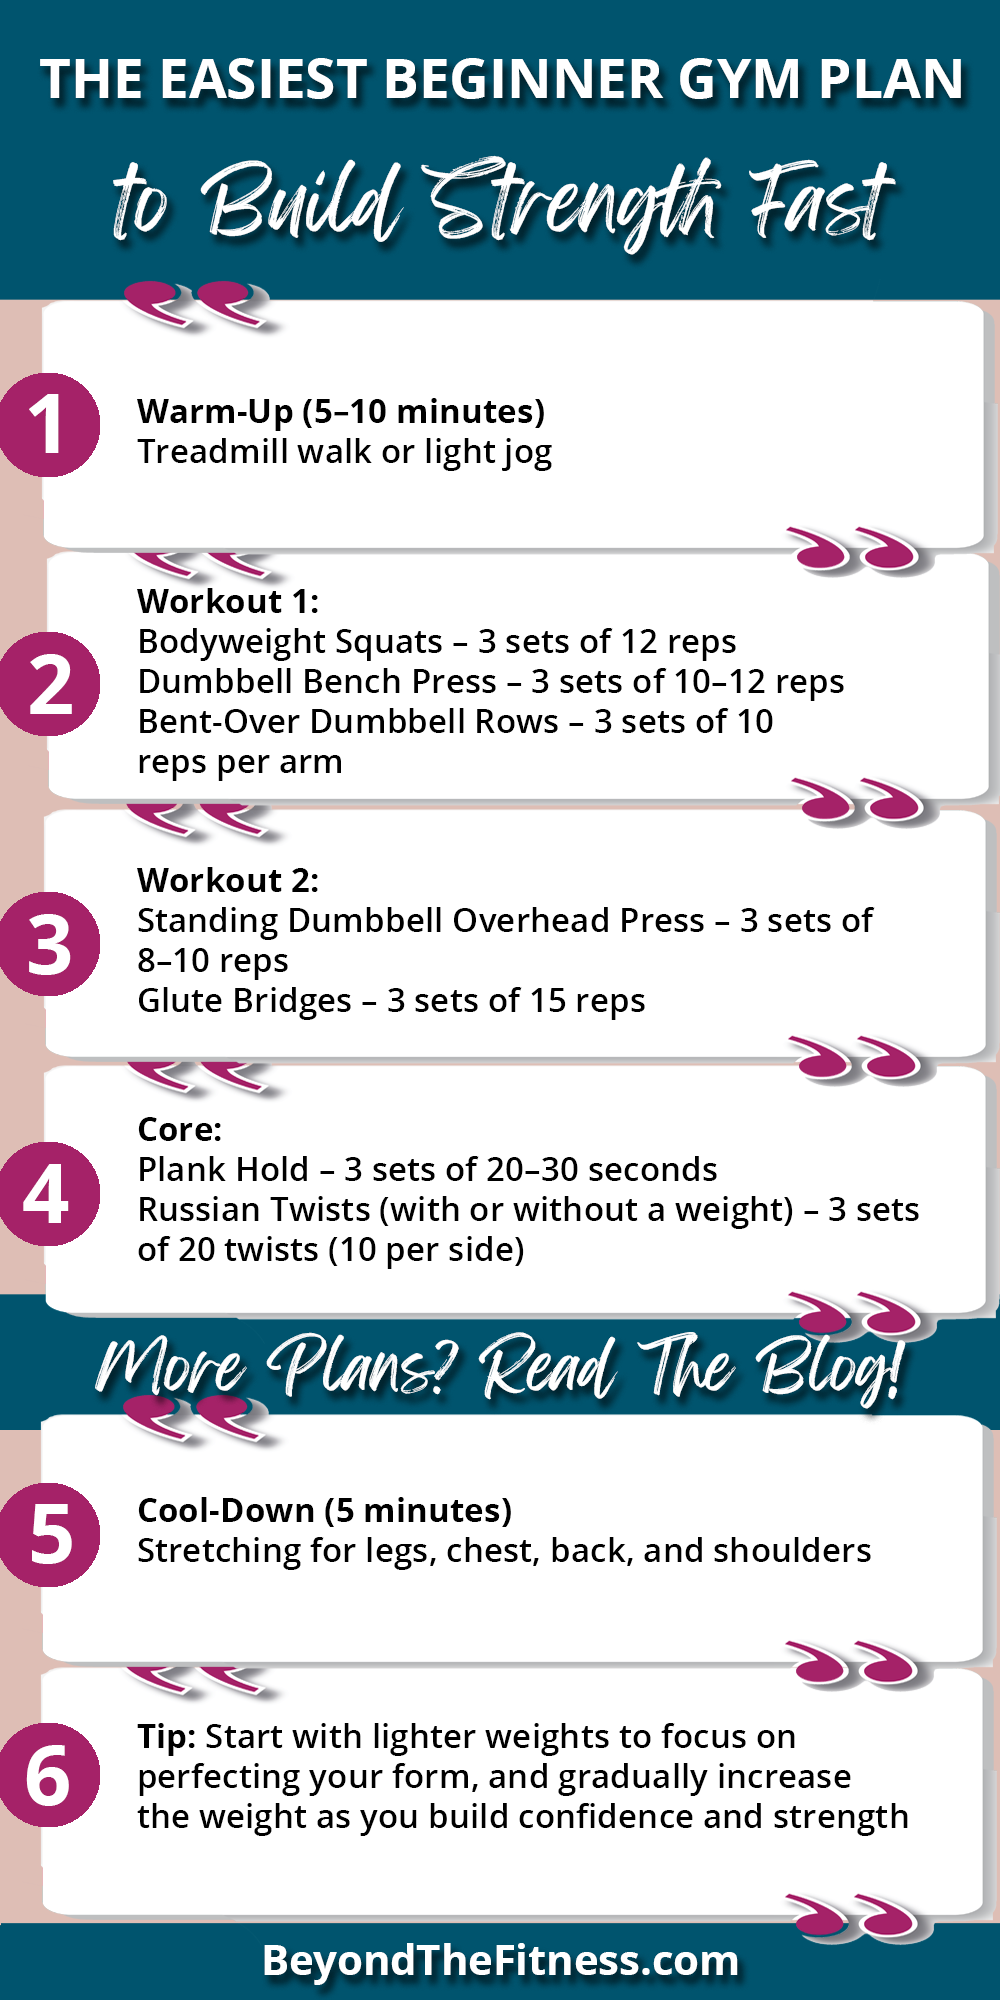 THE EASIEST BEGINNER GYM PLAN
to Build Strength Fast
1
Warm-Up (5–10 minutes)
Treadmill walk or light jog
2
Workout 1:
Bodyweight Squats – 3 sets of 12 reps
Dumbbell Bench Press – 3 sets of 10–12 reps
Bent-Over Dumbbell Rows – 3 sets of 10
reps per arm
3
Workout 2:
Standing Dumbbell Overhead Press – 3 sets of
8–10 reps
Glute Bridges – 3 sets of 15 reps
4
Core:
Plank Hold – 3 sets of 20–30 seconds
Russian Twists (with or without a weight) – 3 sets
of 20 twists (10 per side)
More Plans? Read The Blog!
5
Cool-Down (5 minutes)
Stretching for legs, chest, back, and shoulders
6
Tip: Start with lighter weights to focus on
perfecting your form, and gradually increase
the weight as you build confidence and strength
BeyondTheFitness.com